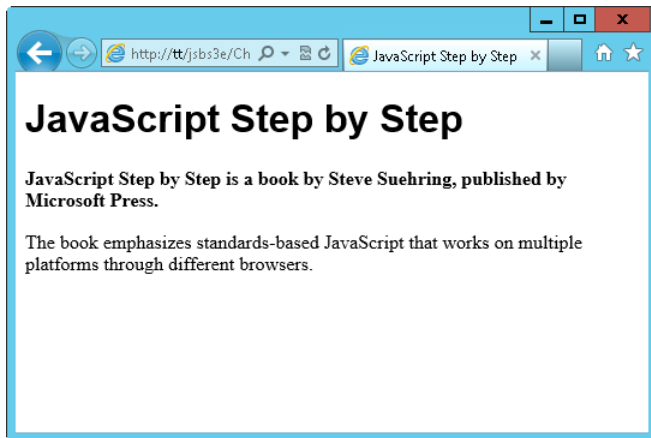 http://tt/jsbs3e/Ch
JavaScript Step by Step
JavaScript Step by Step
JavaScript Step by Step is a book by Steve Suehring, published by
Microsoft Press.
The book emphasizes standards-based JavaScript that works on multiple
platforms through different browsers.